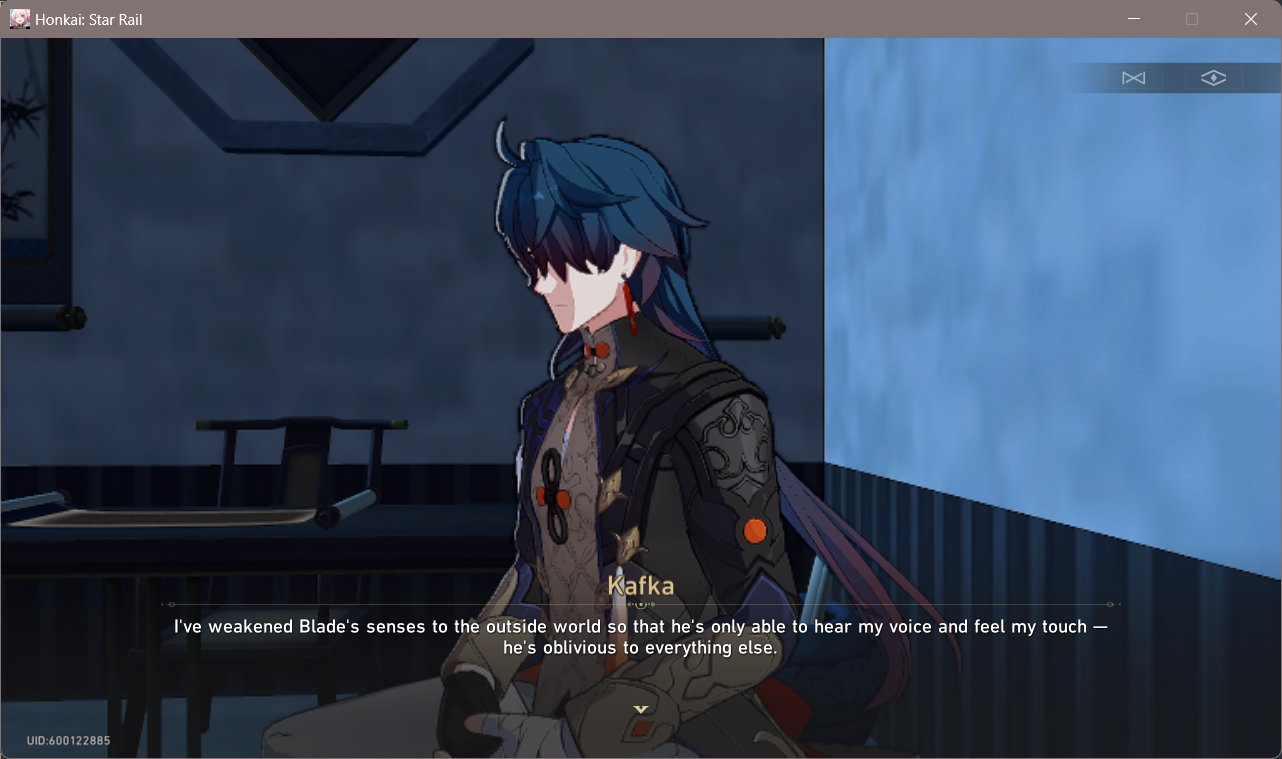 Honkai: Star Rail
Kafka
I've weakened Blade's senses to the outside world so that he's only able to hear my voice and feel my touch —
he's oblivious to everything else.
UID:600122885